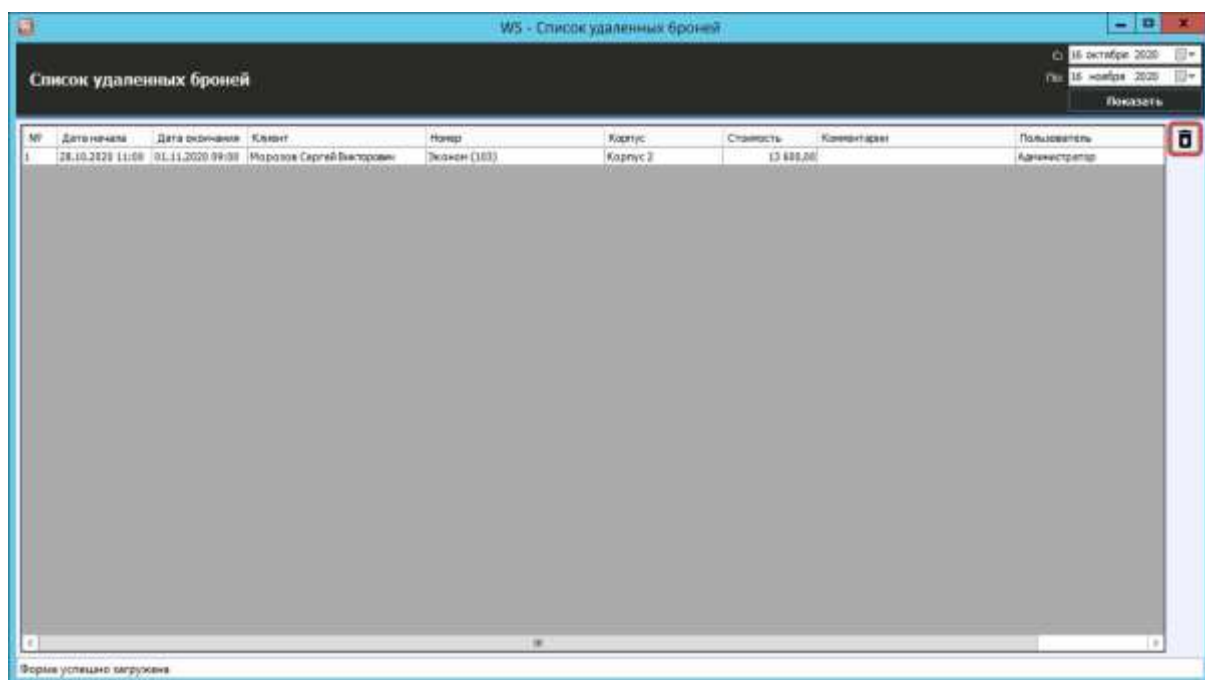 WS - Список удаленных броней
С: 16 октября 2020
Список удаленных броней
По: 16 ноября 2020
Показать
№ Дата начала Дата окончания Клиент Номер Корпус Стоимость Комментарии Пользователь
1 28.10.2020 11:00 01.11.2020 09:00 Морозов Сергей Викторович Эконом (103) Корпус 2 13 600,00 Администратор
Форма успешно загружена